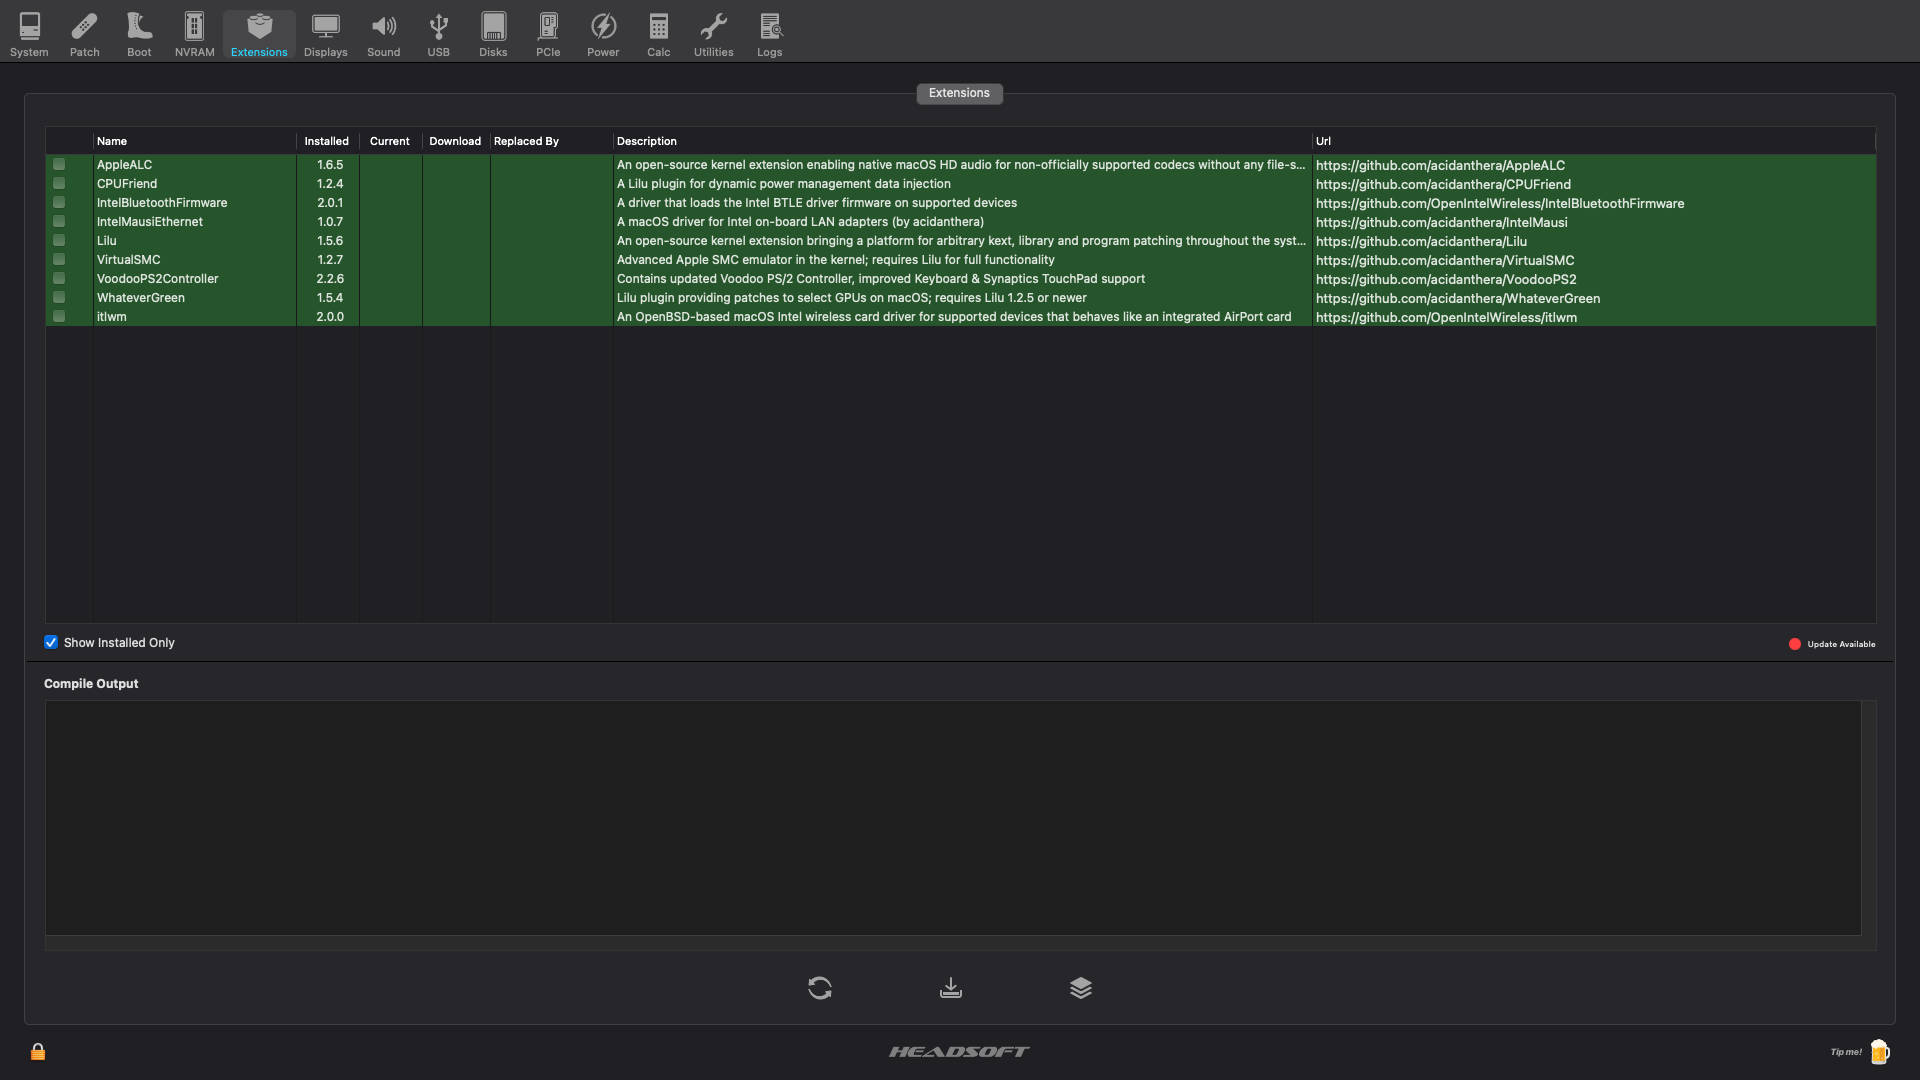 System Patch Boot NVRAM Extensions Displays Sound USB Disks PCIe Power Calc Utilities Logs
Extensions
Name Installed Current Download Replaced By Description Url
AppleALC 1.6.5 An open-source kernel extension enabling native macOS HD audio for non-officially supported codecs without any file-s... https://github.com/acidanthera/AppleALC
CPUFriend 1.2.4 A Lilu plugin for dynamic power management data injection https://github.com/acidanthera/CPUFriend
IntelBluetoothFirmware 2.0.1 A driver that loads the Intel BTLE driver firmware on supported devices https://github.com/OpenIntelWireless/IntelBluetoothFirmware
IntelMausiEthernet 1.0.7 A macOS driver for Intel on-board LAN adapters (by acidanthera) https://github.com/acidanthera/IntelMausi
Lilu 1.5.6 An open-source kernel extension bringing a platform for arbitrary kext, library and program patching throughout the syst... https://github.com/acidanthera/Lilu
VirtualSMC 1.2.7 Advanced Apple SMC emulator in the kernel; requires Lilu for full functionality https://github.com/acidanthera/VirtualSMC
VoodooPS2Controller 2.2.6 Contains updated Voodoo PS/2 Controller, improved Keyboard & Synaptics TouchPad support https://github.com/acidanthera/VoodooPS2
WhateverGreen 1.5.4 Lilu plugin providing patches to select GPUs on macOS; requires Lilu 1.2.5 or newer https://github.com/acidanthera/WhateverGreen
itlwm 2.0.0 An OpenBSD-based macOS Intel wireless card driver for supported devices that behaves like an integrated AirPort card https://github.com/OpenIntelWireless/itlwm
Show Installed Only Update Available
Compile Output
HEADSOFT
Tip me!